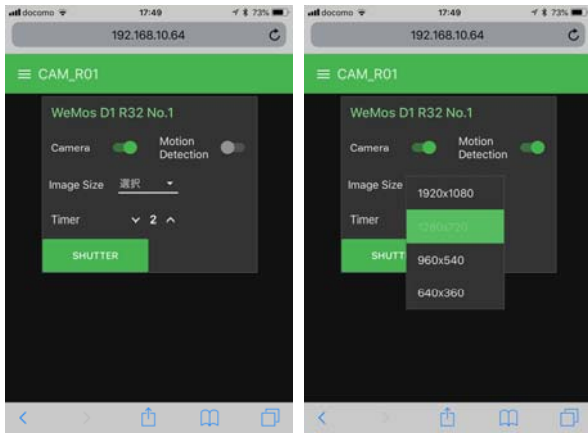 docomo 17:49 73%
192.168.10.64
CAM_R01
WeMos D1 R32 No.1
Camera
Motion
Detection
Image Size 選択
Timer 2
SHUTTER
docomo 17:49 73%
192.168.10.64
CAM_R01
WeMos D1 R32 No.1
Camera
Motion
Detection
Image Size
1920x1080
1280x720
Timer
960x540
SHUTT
640x360